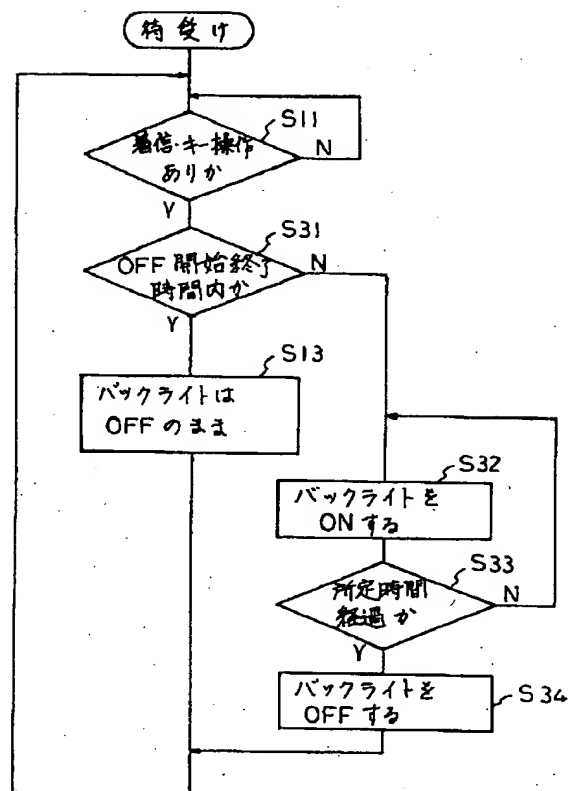 待受け
S11
着信・キー操作
ありか
N
Y
S31
OFF開始終了
時間内か
N
Y
S13
バックライトは
OFFのまま
S32
バックライトを
ONする
S33
所定時間
経過か
N
Y
バックライトを
OFFする
S34